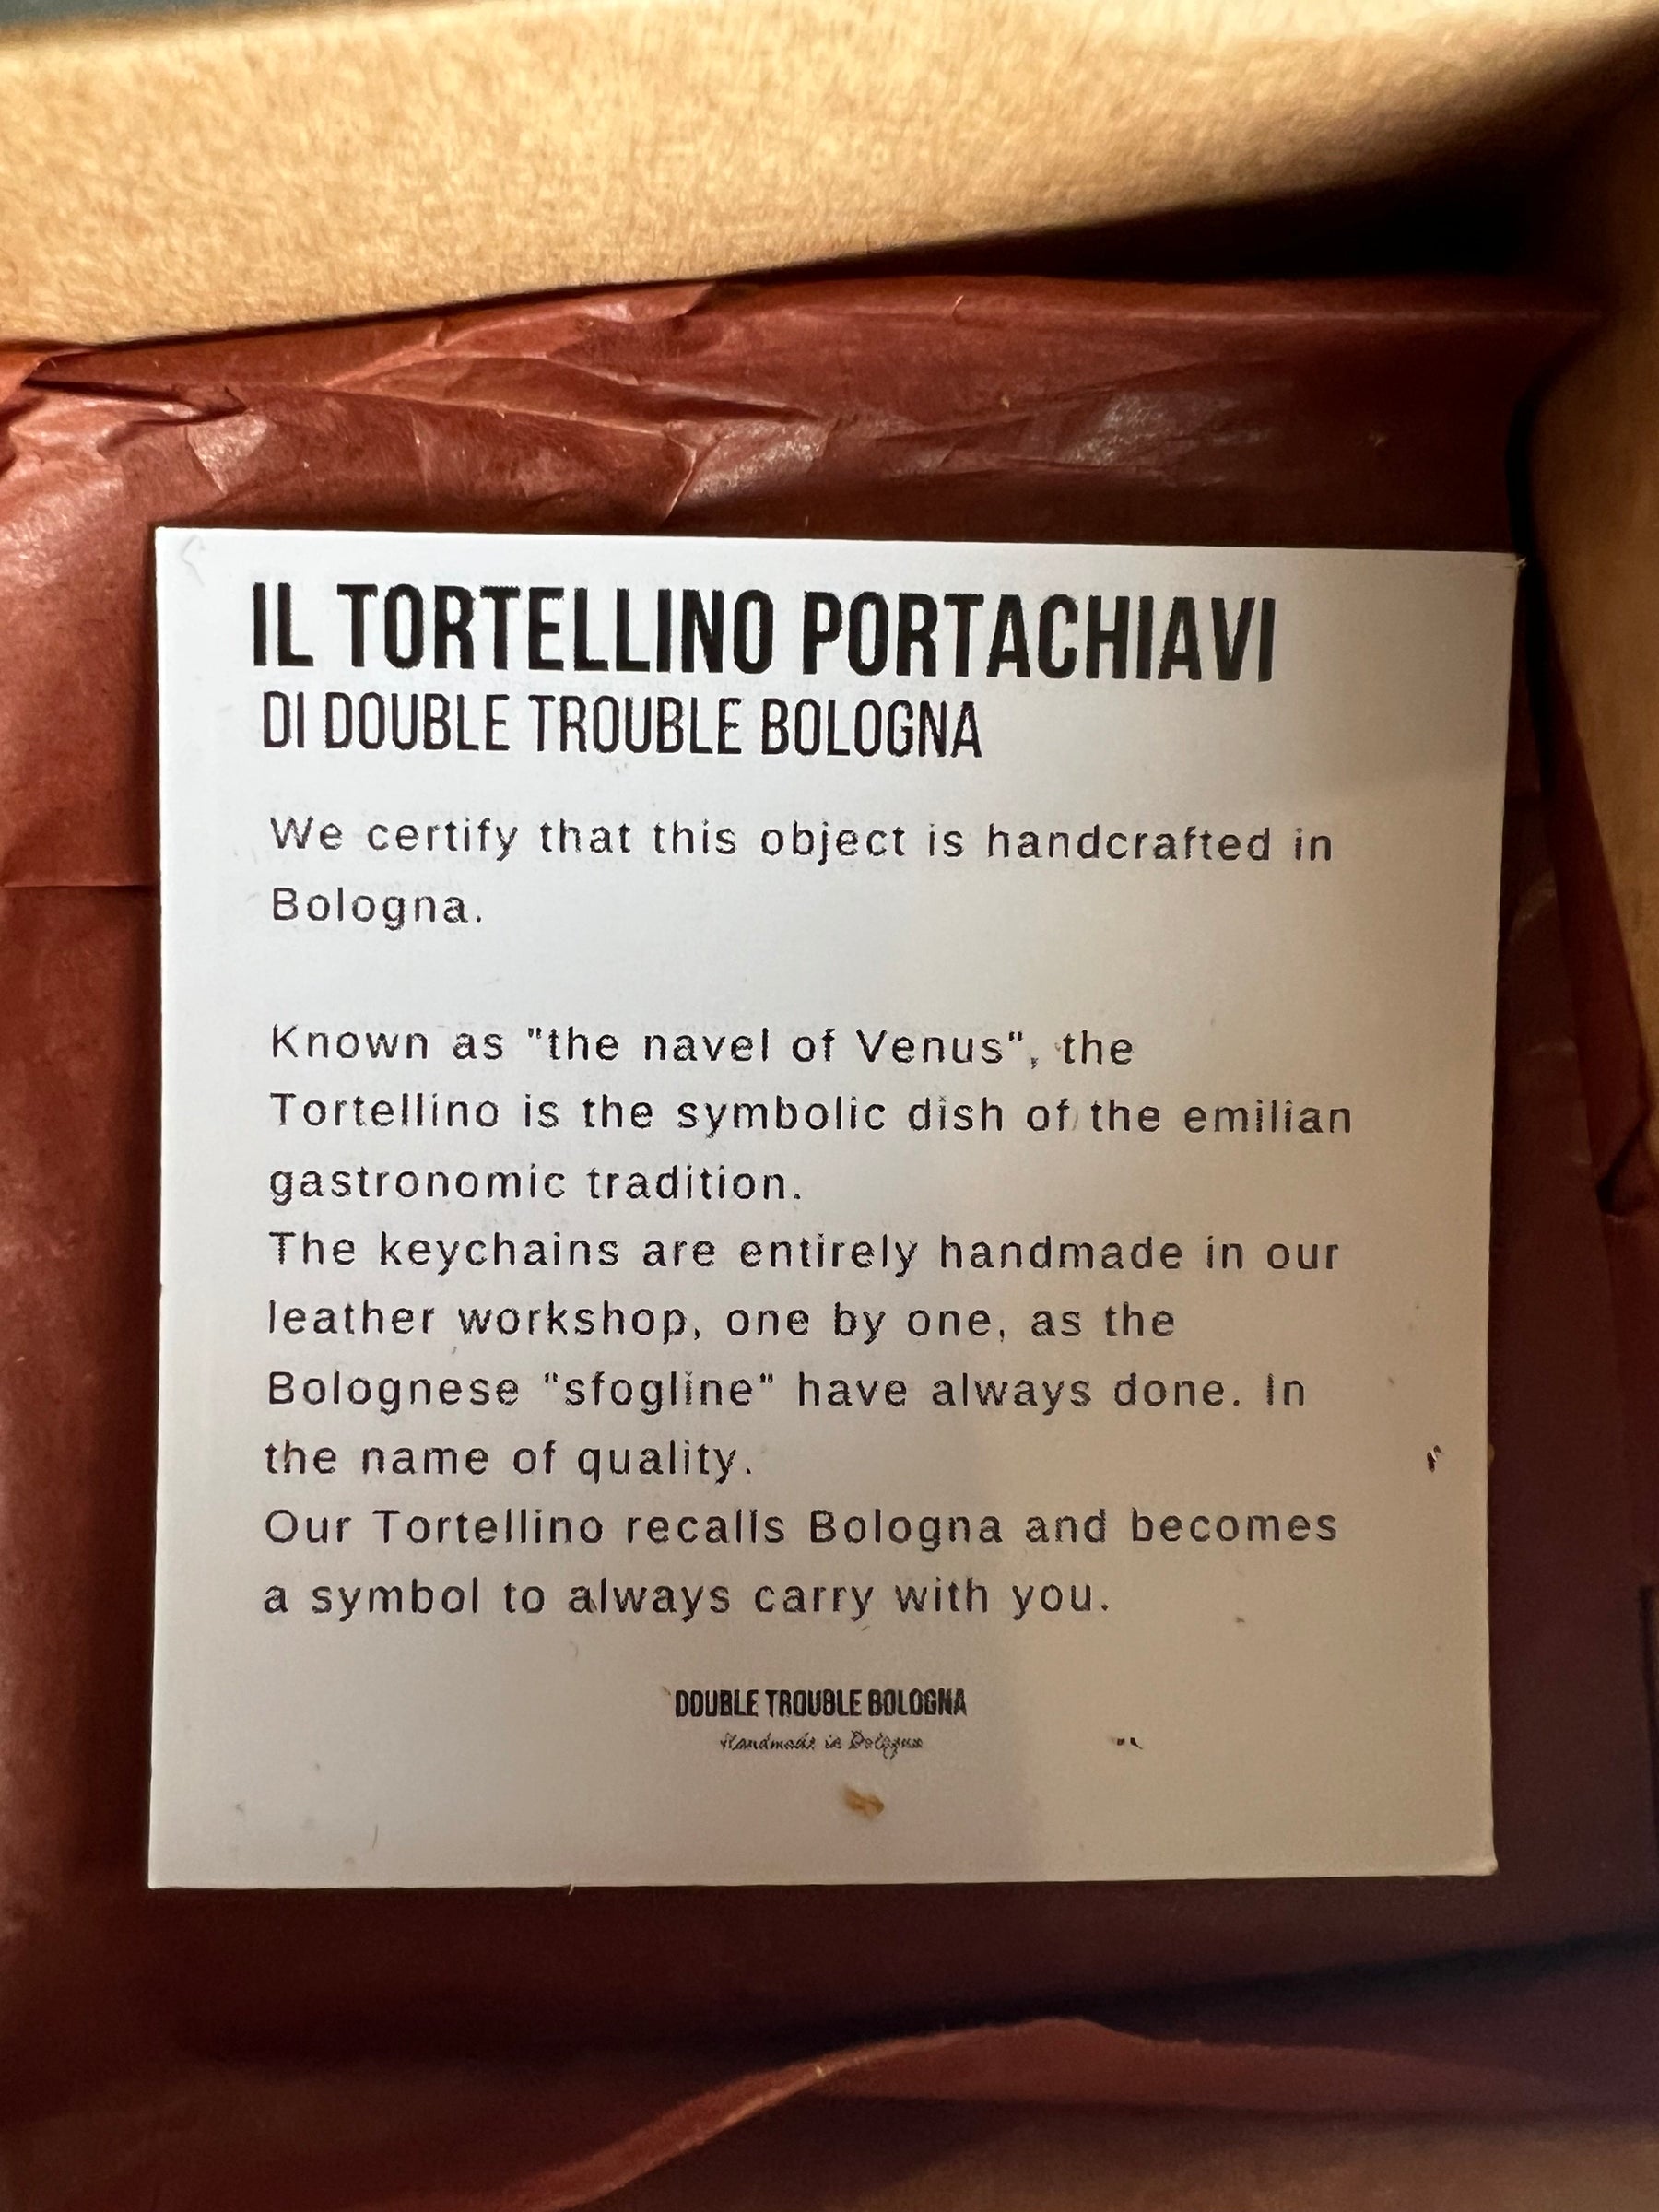 IL TORTELLINO PORTACHIAVI
DI DOUBLE TROUBLE BOLOGNA
We certify that this object is handcrafted in
Bologna.
Known as "the navel of Venus", the
Tortellino is the symbolic dish of the emilian
gastronomic tradition.
The keychains are entirely handmade in our
leather workshop, one by one, as the
Bolognese "sfogline" have always done. In
the name of quality.
Our Tortellino recalls Bologna and becomes
a symbol to always carry with you.
DOUBLE TROUBLE BOLOGNA
Handmade in Bologna